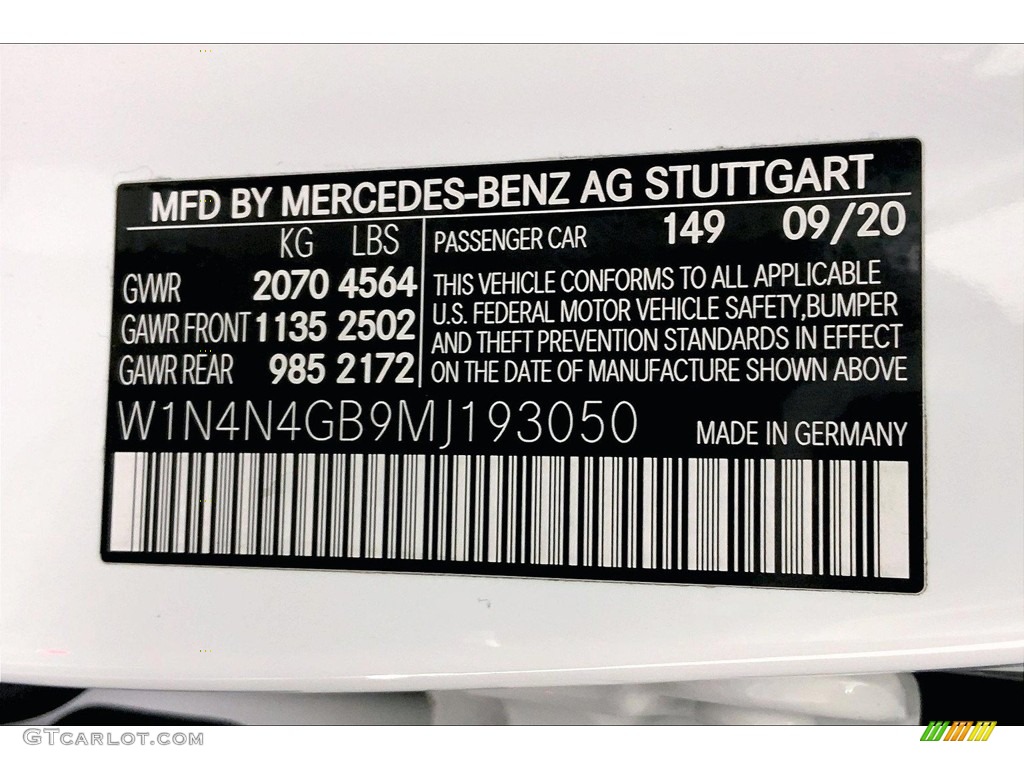 MFD BY MERCEDES-BENZ AG STUTTGART
KG LBS
GVWR 2070 4564
GAWR FRONT 1135 2502
GAWR REAR 985 2172
PASSENGER CAR 149 09/20
THIS VEHICLE CONFORMS TO ALL APPLICABLE
U.S. FEDERAL MOTOR VEHICLE SAFETY,BUMPER
AND THEFT PREVENTION STANDARDS IN EFFECT
ON THE DATE OF MANUFACTURE SHOWN ABOVE
W1N4N4GB9MJ193050
MADE IN GERMANY
GTCARLOT.COM